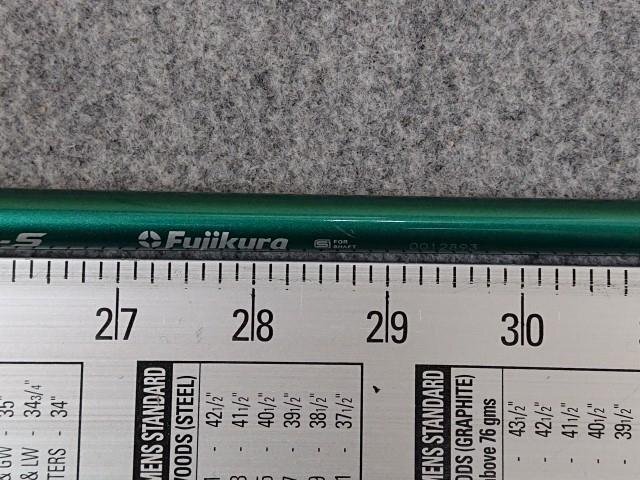 -S
Fujikura
S FOR SHAFT
0012893
27 28 29 30
& GW - 35"
& LW - 34 3/4"
TERS - 34"
MENS STANDARD
WOODS (STEEL)
42 1/2"
41 1/2"
40 1/2"
39 1/2"
38 1/2"
37 1/2"
MENS STANDARD
ODS (GRAPHITE)
above 76 gms
- 43 1/2"
- 42 1/2"
- 41 1/2"
- 40 1/2"
- 39 1/2"